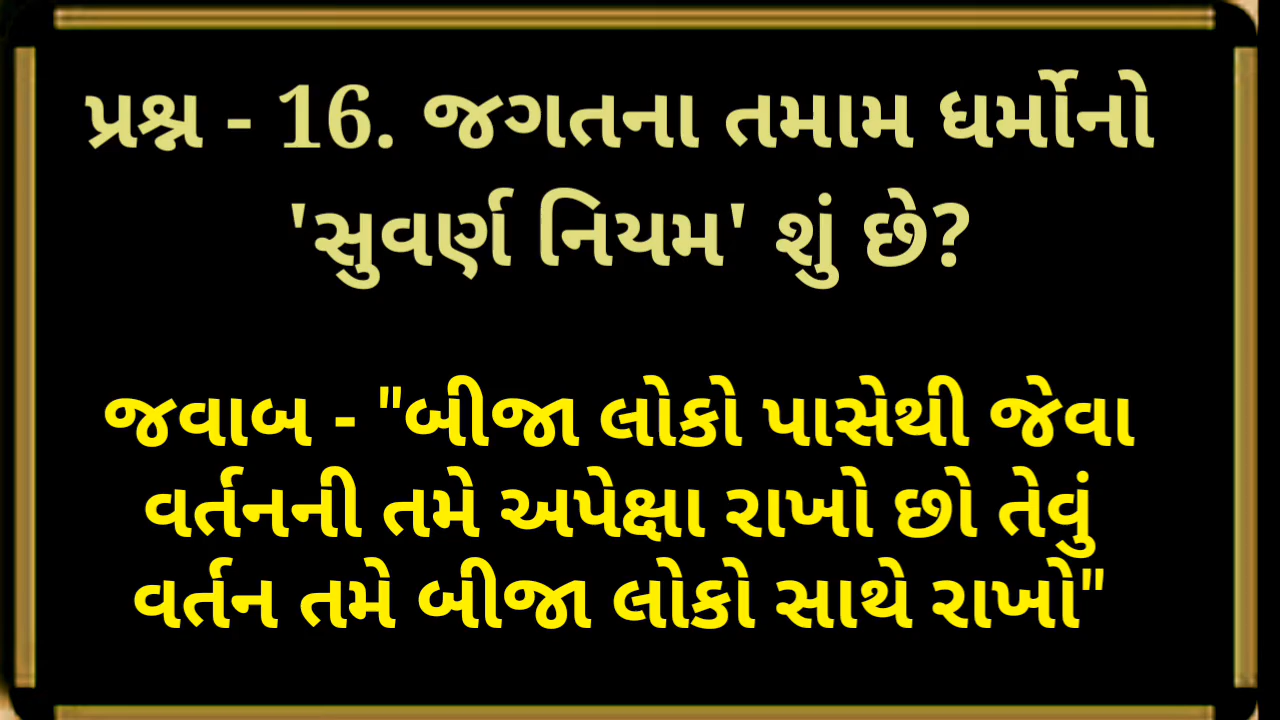 પ્રશ્ન - 16. જગતના તમામ ધર્મોનો
'સુવર્ણ નિયમ' શું છે?
જવાબ - "બીજા લોકો પાસેથી જેવા
વર્તનની તમે અપેક્ષા રાખો છો તેવું
વર્તન તમે બીજા લોકો સાથે રાખો"